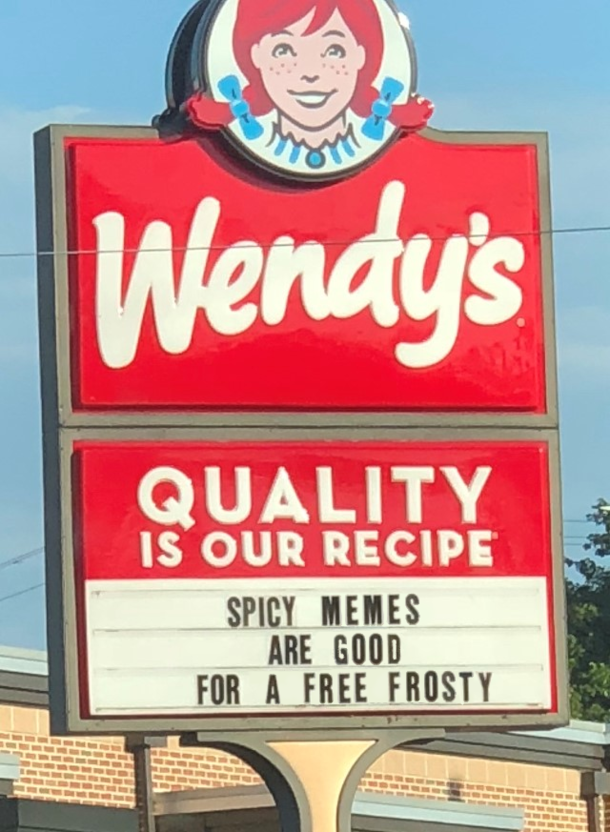 Wendy's
QUALITY
IS OUR RECIPE
SPICY MEMES
ARE GOOD
FOR A FREE FROSTY